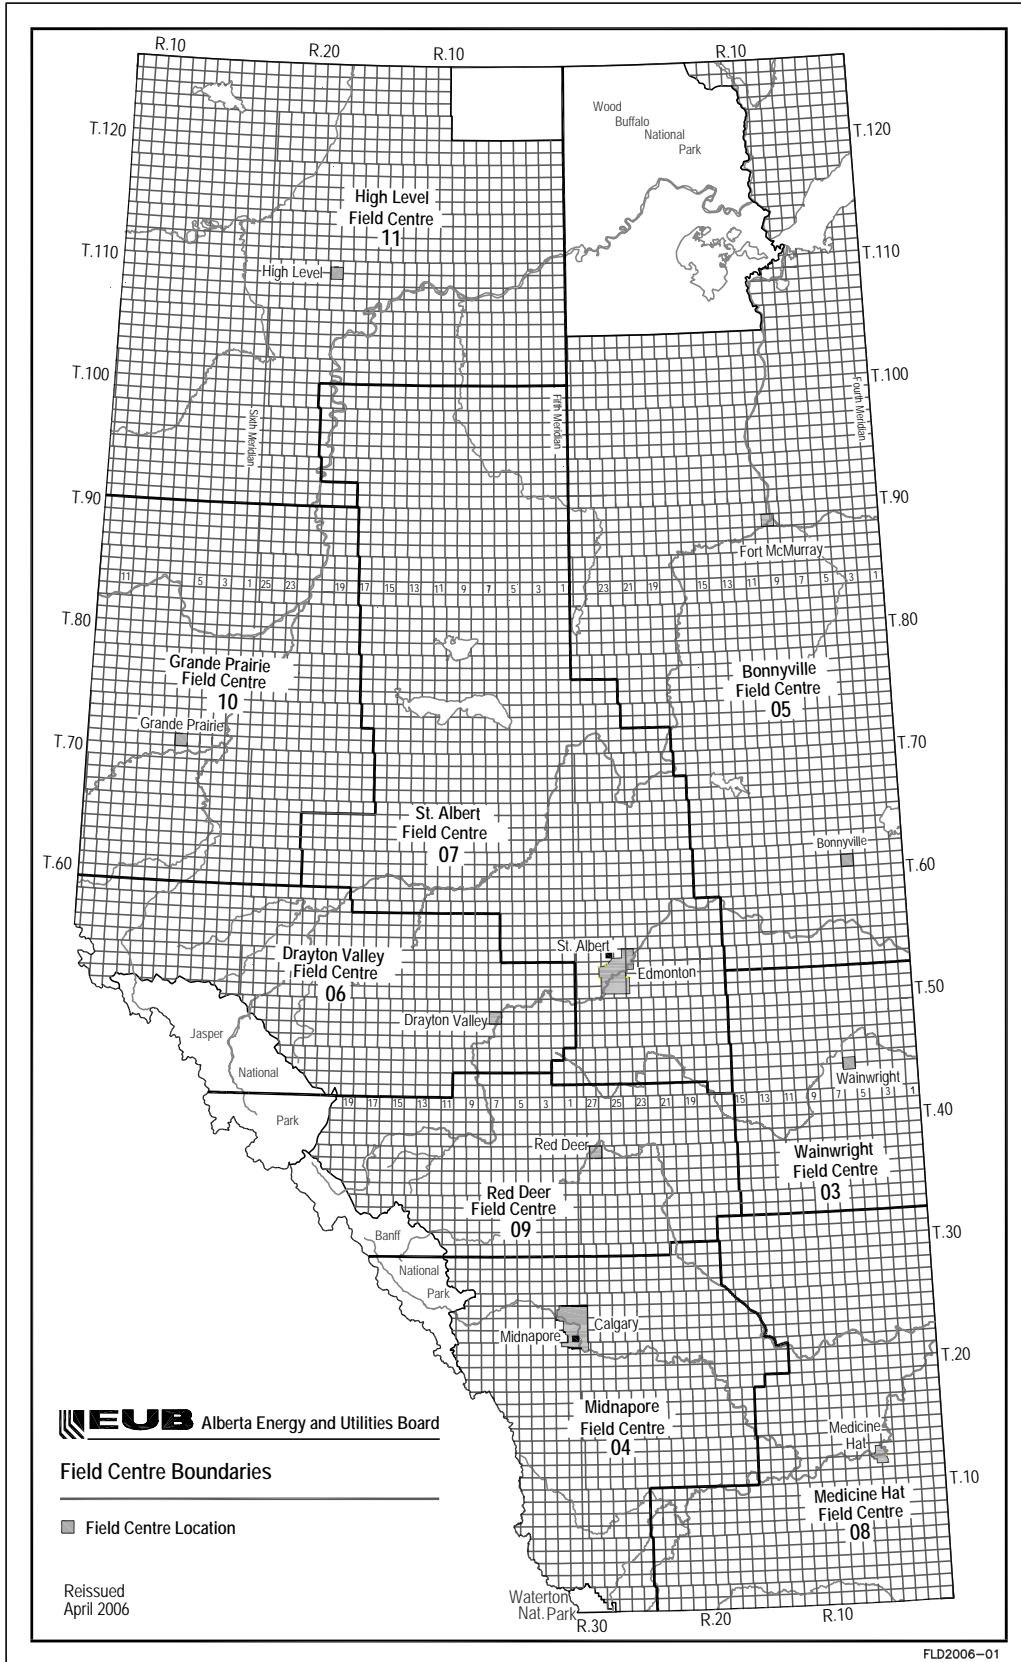 R.10
R.20
R.10
R.10
T.120
T.120
Wood
Buffalo
National
Park
High Level
Field Centre
11
T.110
T.110
High Level
T.100
T.100
Sixth Meridian
Fifth Meridian
Fourth Meridian
T.90
T.90
Fort McMurray
11 5 3 1 25 23 19 17 15 13 11 9 7 5 3 1 23 21 19 15 13 11 9 7 5 3 1
T.80
T.80
Grande Prairie
Field Centre
10
Bonnyville
Field Centre
05
Grande Prairie
T.70
T.70
St. Albert
Field Centre
07
Bonnyville
T.60
T.60
St. Albert
Edmonton
Drayton Valley
Field Centre
06
T.50
Drayton Valley
Jasper
National
Park
Wainwright
19 17 15 13 11 9 7 5 3 1 27 25 23 21 19 15 13 11 9 7 5 3 1
T.40
Red Deer
Wainwright
Field Centre
03
Red Deer
Field Centre
09
T.30
Banff
National
Park
Calgary
Midnapore
T.20
Midnapore
Field Centre
04
Medicine
Hat
T.10
Medicine Hat
Field Centre
08
EUB Alberta Energy and Utilities Board
Field Centre Boundaries
Field Centre Location
Reissued
April 2006
Waterton
Nat. Park
R.30
R.20
R.10
FLD2006-01